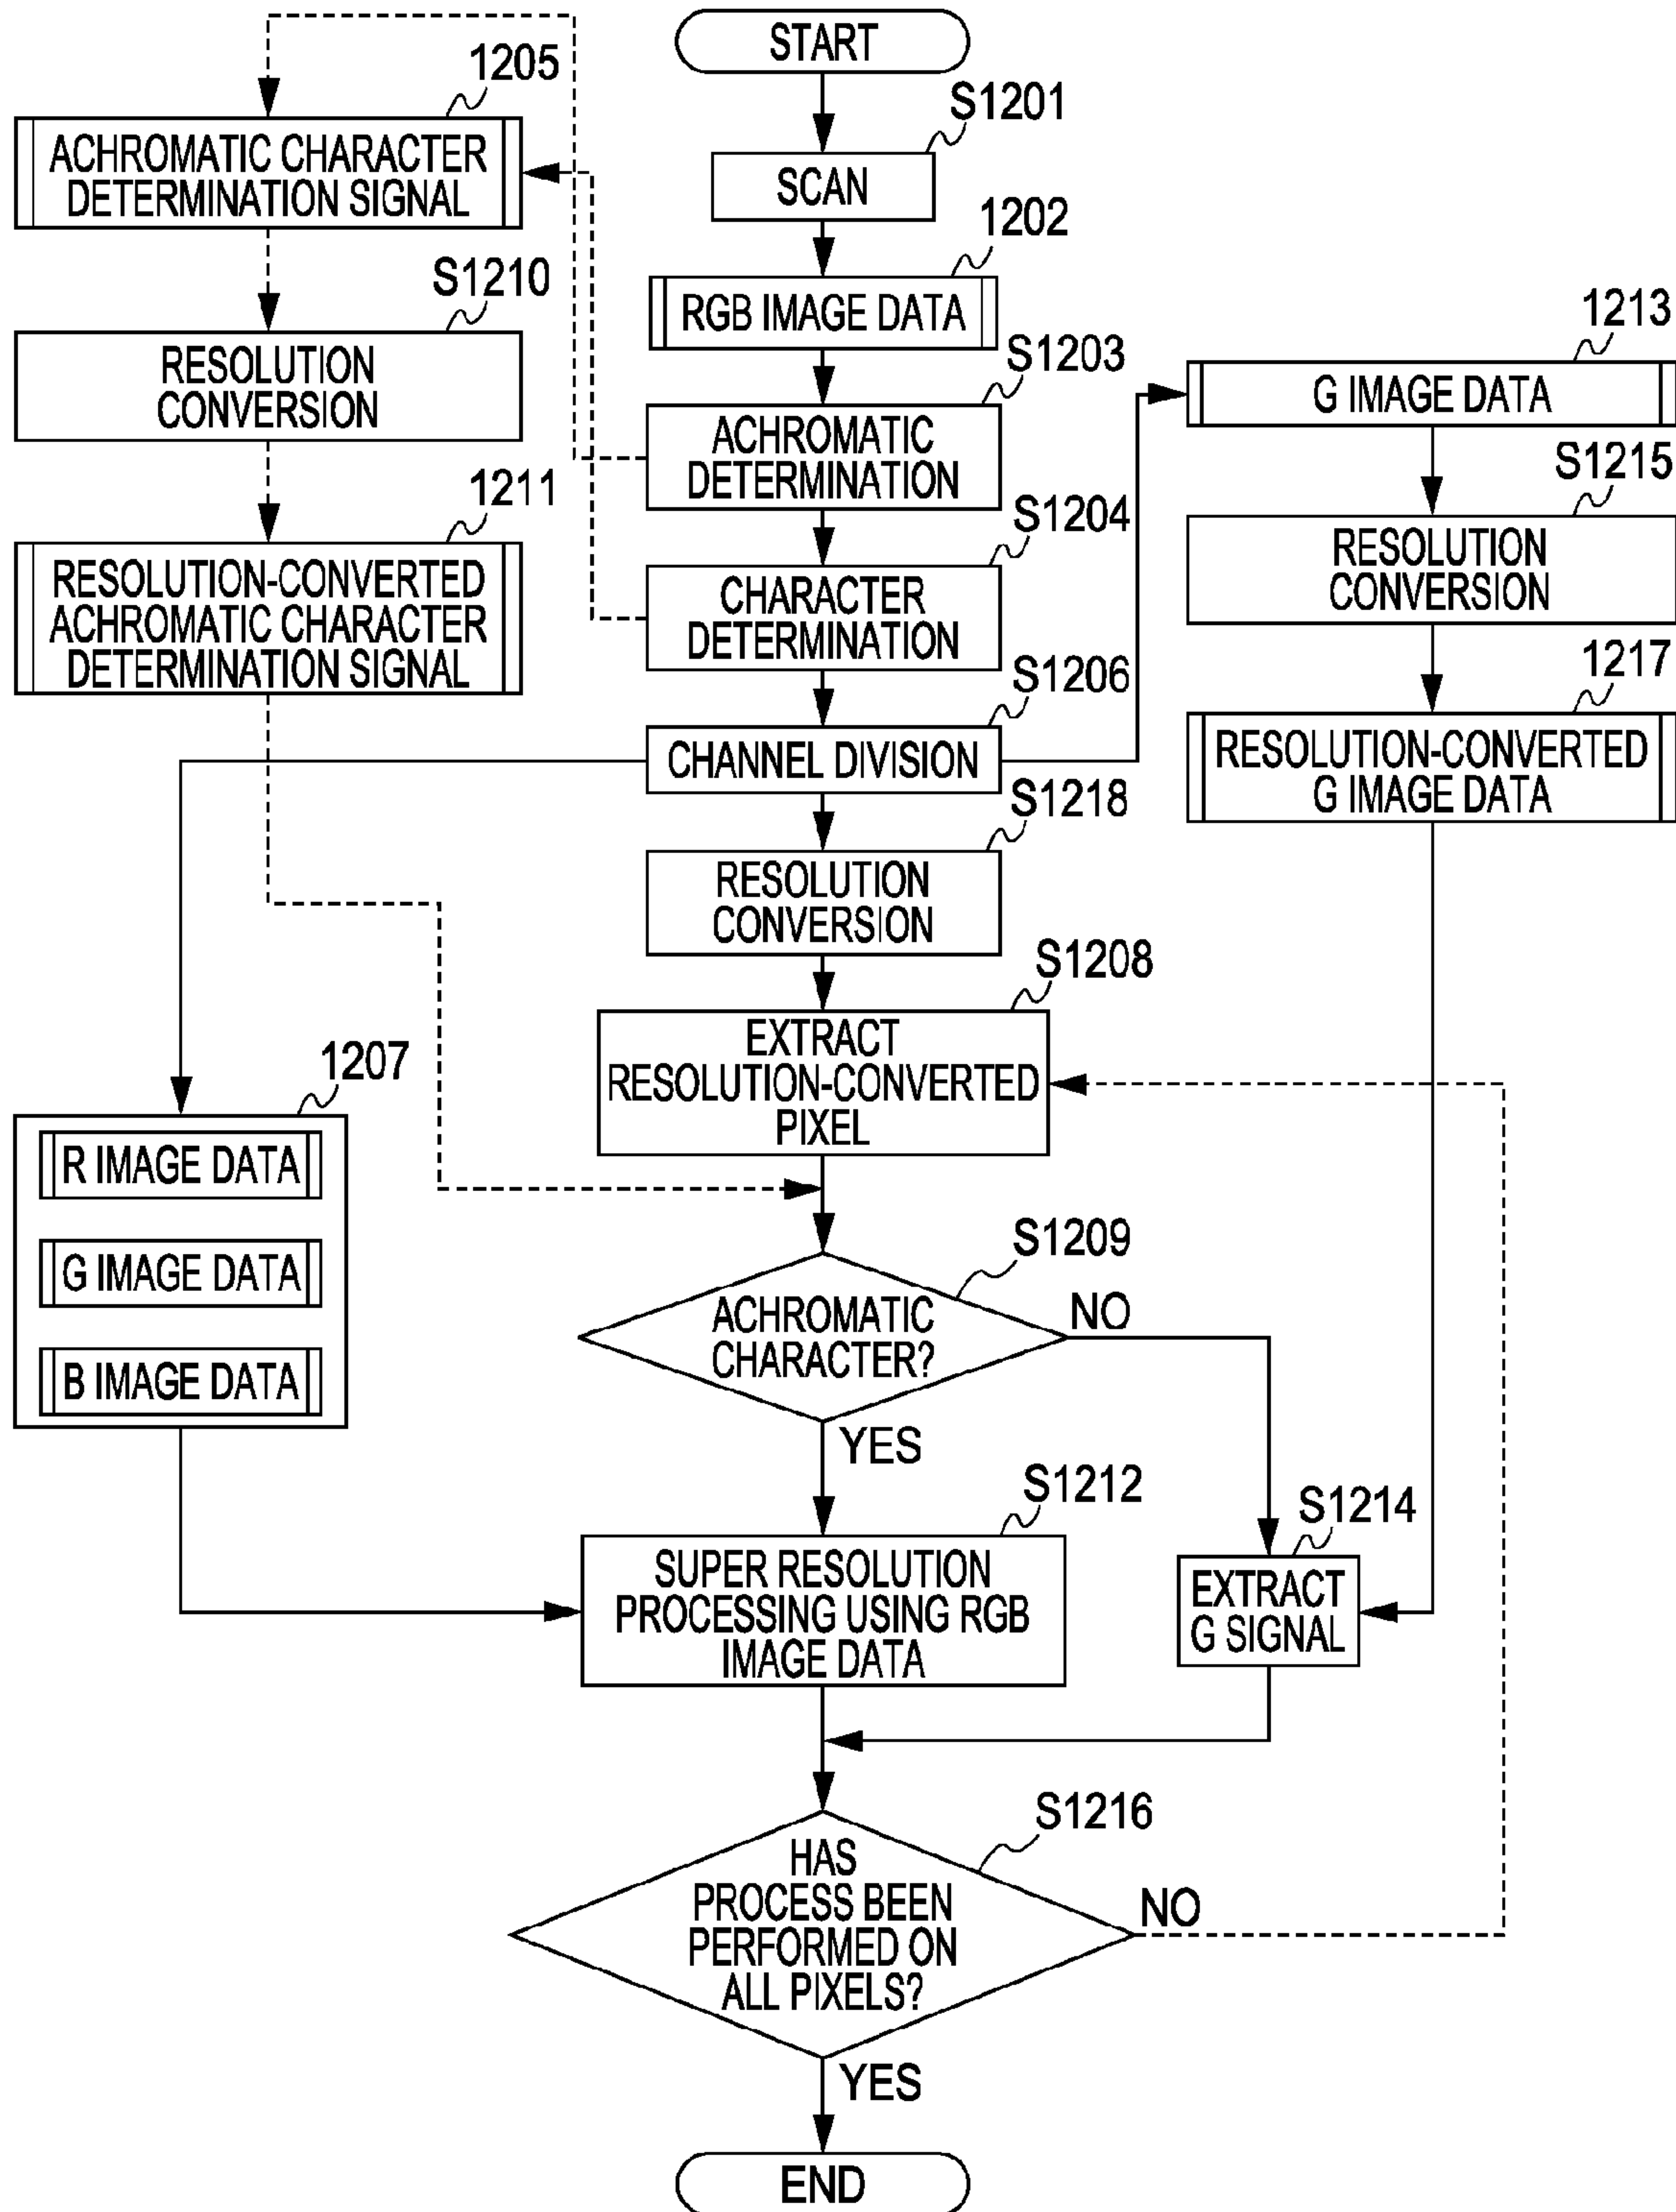 START
S1201
SCAN
1202
RGB IMAGE DATA
S1203
ACHROMATIC
DETERMINATION
S1204
CHARACTER
DETERMINATION
S1206
CHANNEL DIVISION
1205
ACHROMATIC CHARACTER
DETERMINATION SIGNAL
S1210
RESOLUTION
CONVERSION
1211
RESOLUTION-CONVERTED
ACHROMATIC CHARACTER
DETERMINATION SIGNAL
1213
G IMAGE DATA
S1215
RESOLUTION
CONVERSION
1217
RESOLUTION-CONVERTED
G IMAGE DATA
S1218
RESOLUTION
CONVERSION
S1208
EXTRACT
RESOLUTION-CONVERTED
PIXEL
1207
R IMAGE DATA
G IMAGE DATA
B IMAGE DATA
S1209
ACHROMATIC
CHARACTER?
NO
YES
S1212
SUPER RESOLUTION
PROCESSING USING RGB
IMAGE DATA
S1214
EXTRACT
G SIGNAL
S1216
HAS
PROCESS BEEN
PERFORMED ON
ALL PIXELS?
NO
YES
END